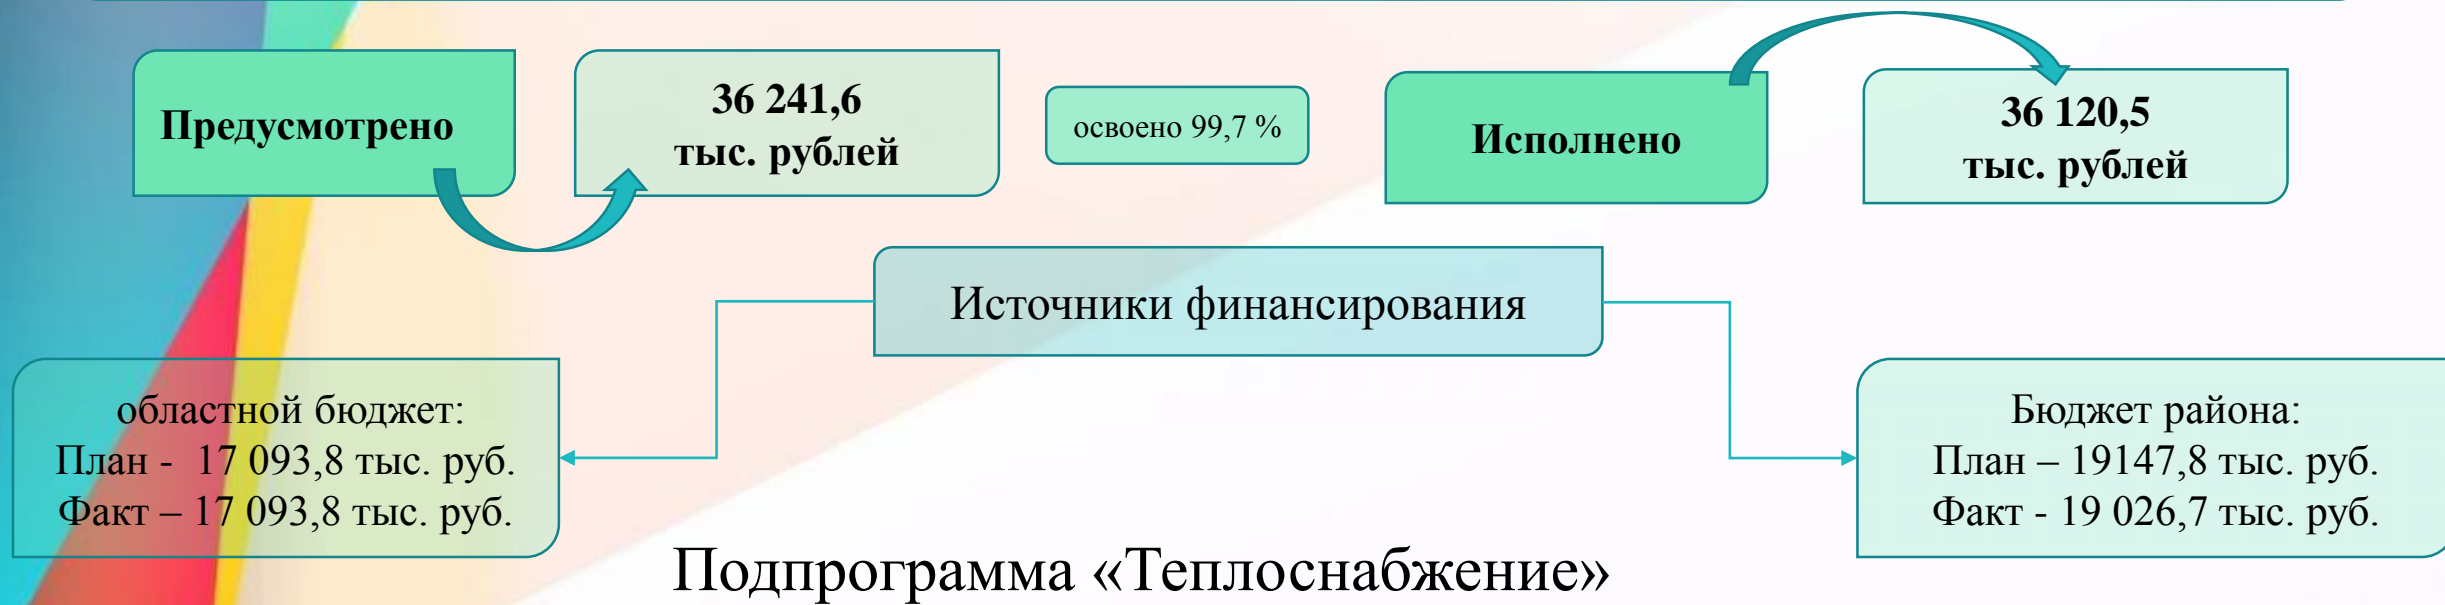 Предусмотрено
36 241,6
тыс. рублей
освоено 99,7 %
Исполнено
36 120,5
тыс. рублей
Источники финансирования
областной бюджет:
План - 17 093,8 тыс. руб.
Факт – 17 093,8 тыс. руб.
Бюджет района:
План – 19147,8 тыс. руб.
Факт - 19 026,7 тыс. руб.
Подпрограмма «Теплоснабжение»